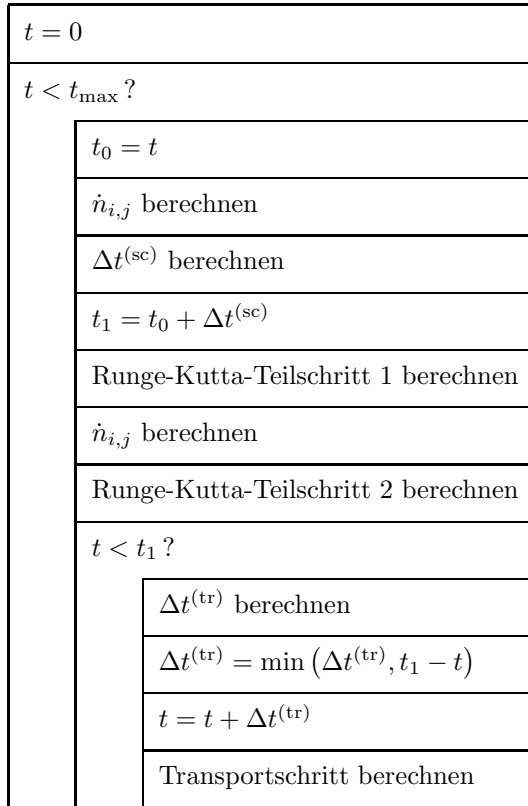 t = 0
t < t_max ?
t_0 = t
ṅ_{i,j} berechnen
Δt^(sc) berechnen
t_1 = t_0 + Δt^(sc)
Runge-Kutta-Teilschritt 1 berechnen
ṅ_{i,j} berechnen
Runge-Kutta-Teilschritt 2 berechnen
t < t_1 ?
Δt^(tr) berechnen
Δt^(tr) = min (Δt^(tr), t_1 − t)
t = t + Δt^(tr)
Transportschritt berechnen